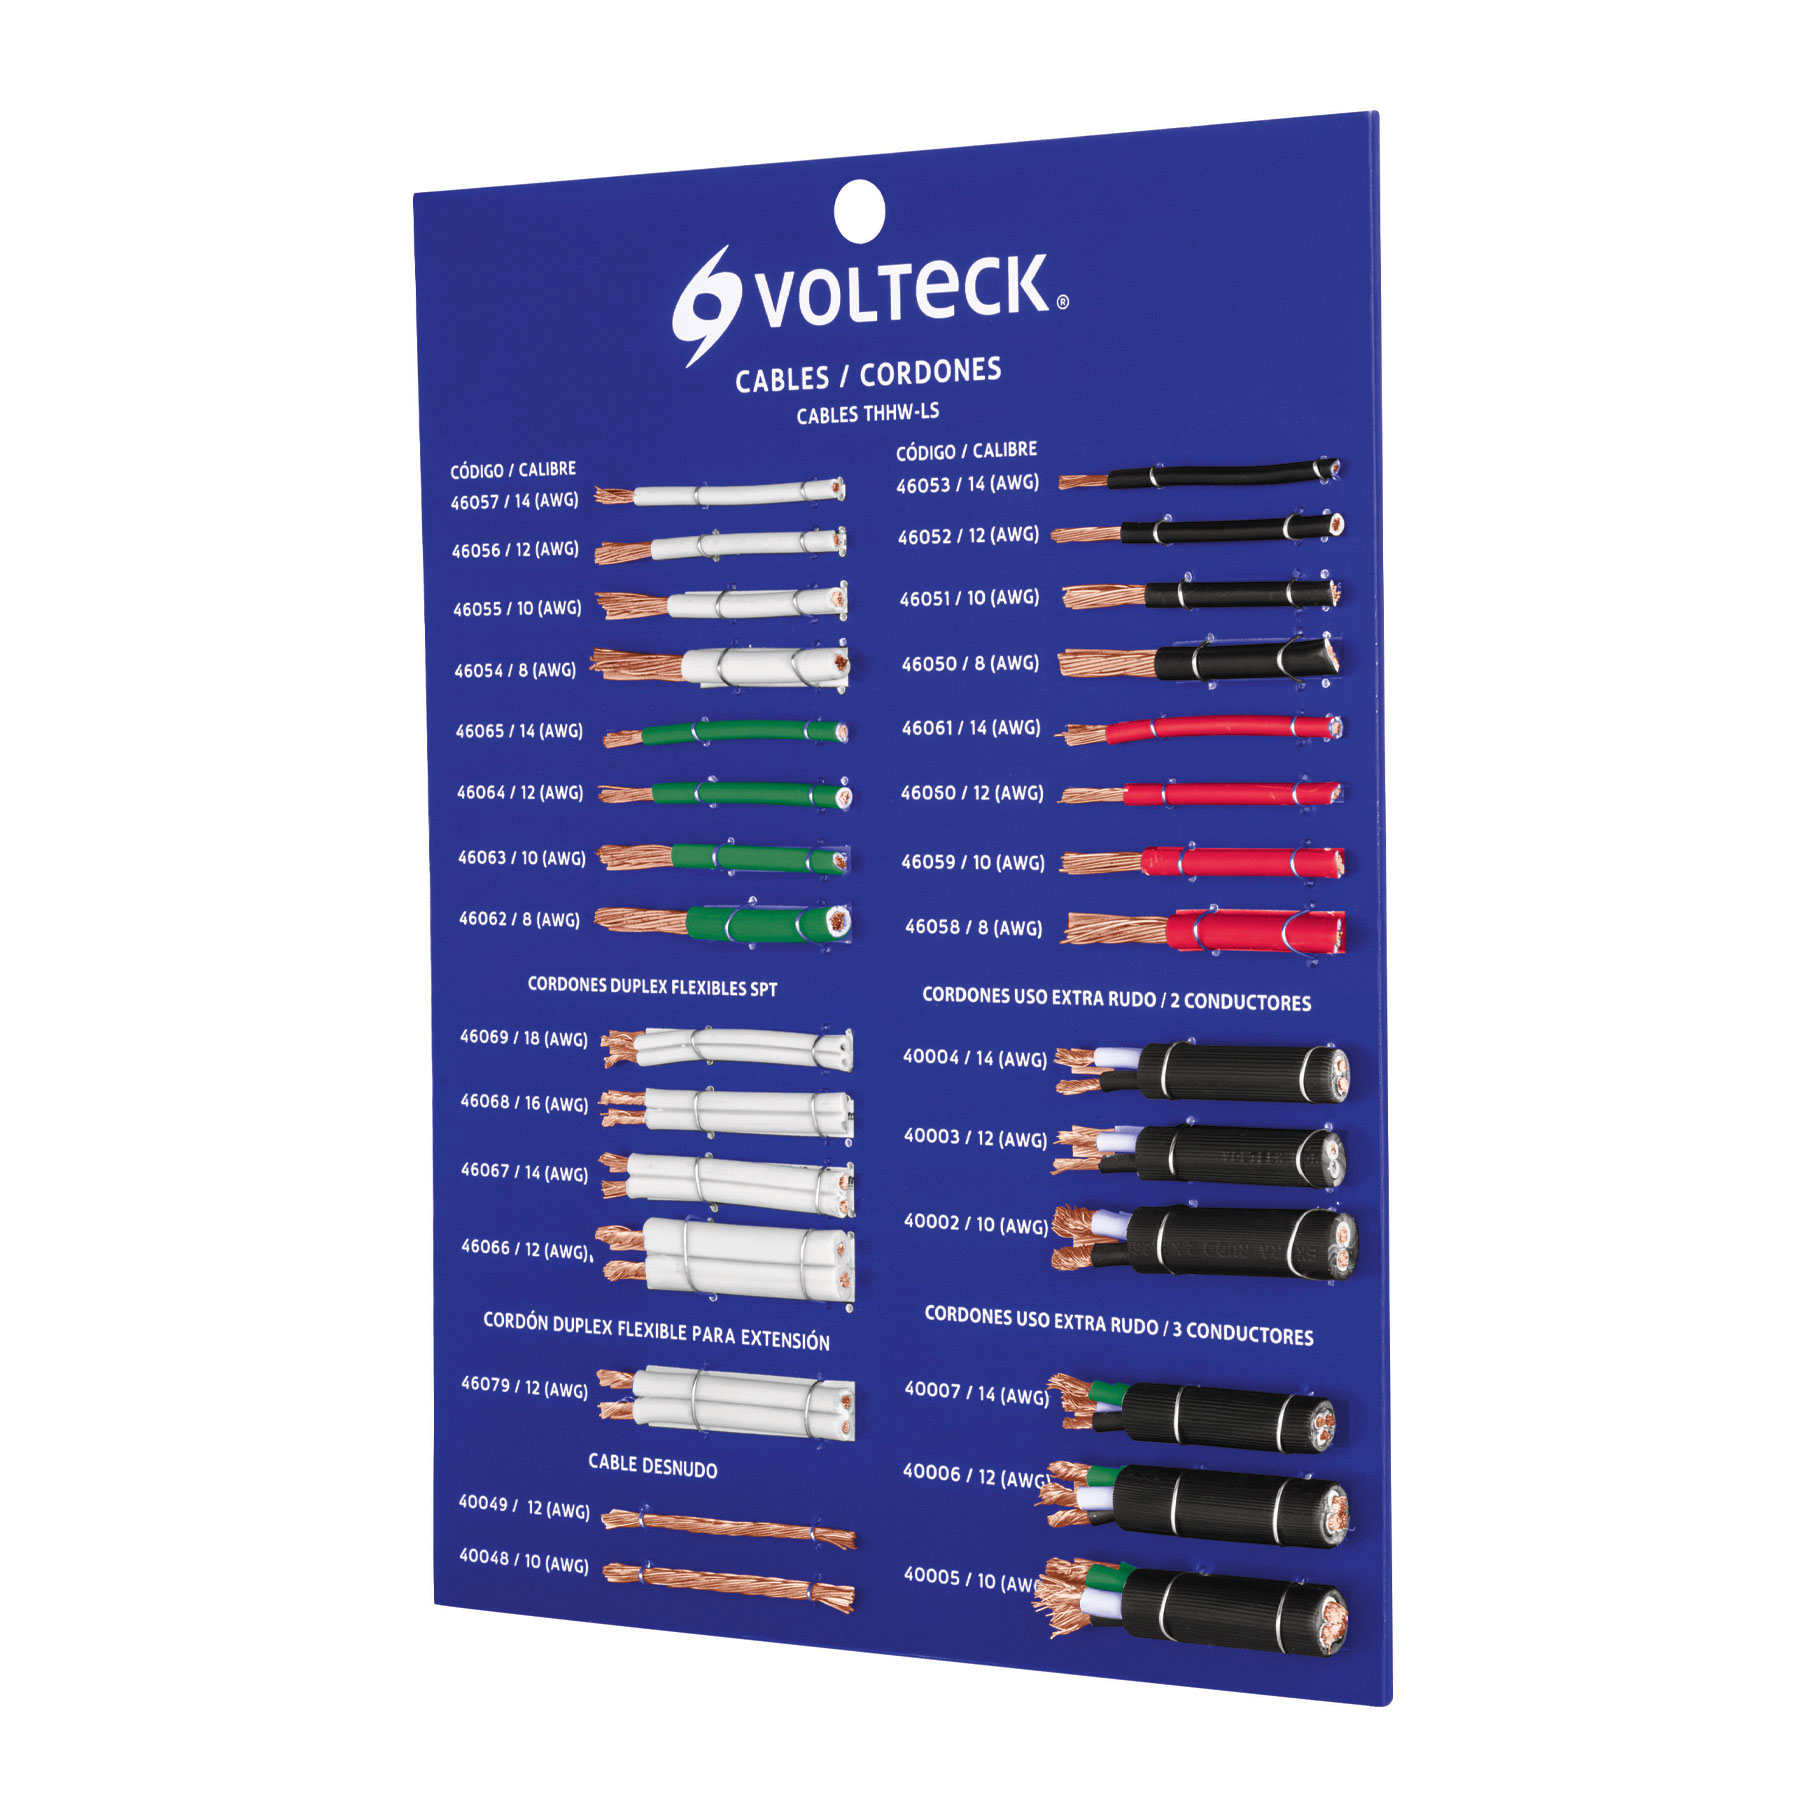 VOLTECK®
CABLES / CORDONES
CABLES THHW-LS
CÓDIGO / CALIBRE
46057 / 14 (AWG)
46056 / 12 (AWG)
46055 / 10 (AWG)
46054 / 8 (AWG)
46065 / 14 (AWG)
46064 / 12 (AWG)
46063 / 10 (AWG)
46062 / 8 (AWG)
CORDONES DUPLEX FLEXIBLES SPT
46069 / 18 (AWG)
46068 / 16 (AWG)
46067 / 14 (AWG)
46066 / 12 (AWG)
CORDÓN DUPLEX FLEXIBLE PARA EXTENSIÓN
46079 / 12 (AWG)
CABLE DESNUDO
40049 / 12 (AWG)
40048 / 10 (AWG)
CÓDIGO / CALIBRE
46053 / 14 (AWG)
46052 / 12 (AWG)
46051 / 10 (AWG)
46050 / 8 (AWG)
46061 / 14 (AWG)
46050 / 12 (AWG)
46059 / 10 (AWG)
46058 / 8 (AWG)
CORDONES USO EXTRA RUDO / 2 CONDUCTORES
40004 / 14 (AWG)
40003 / 12 (AWG)
40002 / 10 (AWG)
CORDONES USO EXTRA RUDO / 3 CONDUCTORES
40007 / 14 (AWG)
40006 / 12 (AWG)
40005 / 10 (AW